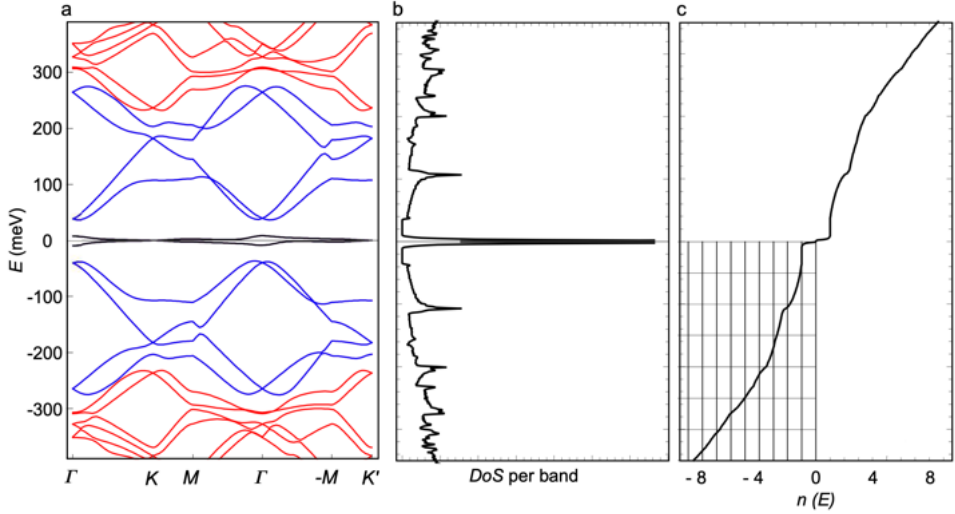 a
b
c
300
200
100
0
-100
-200
-300
E (meV)
Γ K M Γ -M K'
DoS per band
- 8 - 4 0 4 8
n (E)